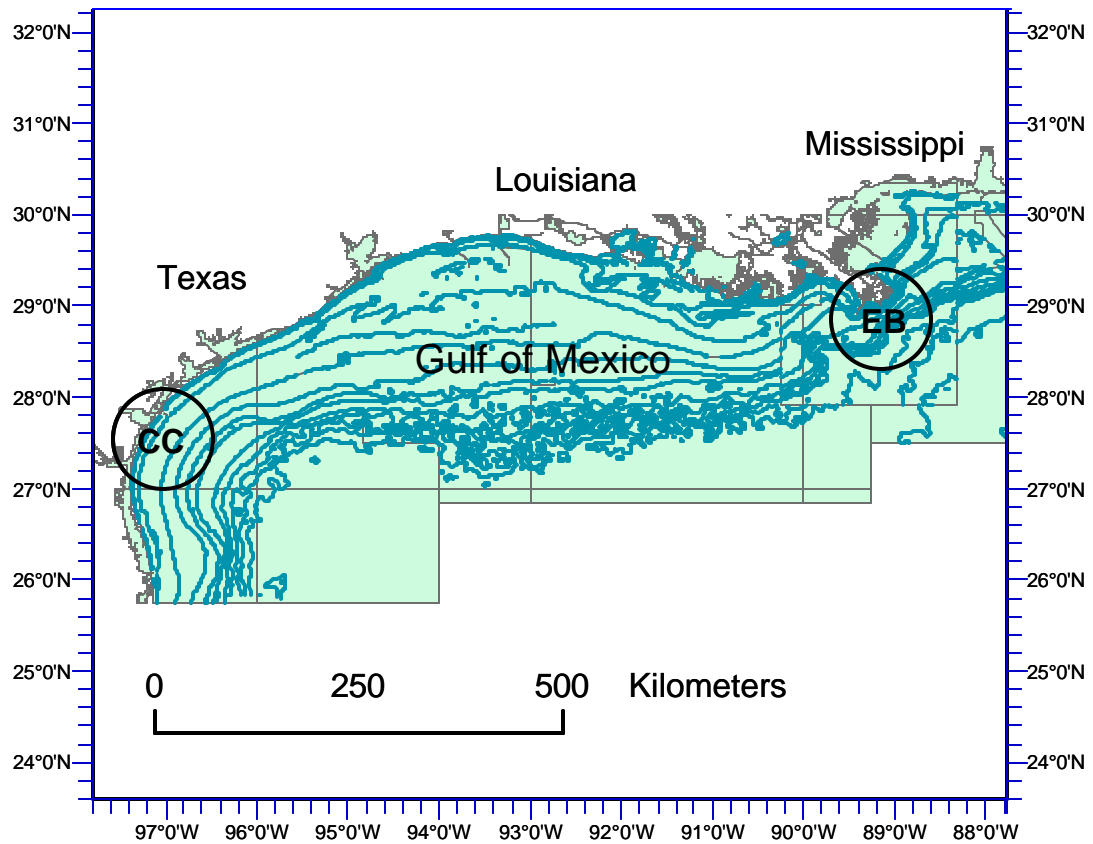 32°0'N 32°0'N
31°0'N 31°0'N
Mississippi
Louisiana
30°0'N 30°0'N
Texas
29°0'N 29°0'N
EB
Gulf of Mexico
28°0'N 28°0'N
CC
27°0'N 27°0'N
26°0'N 26°0'N
25°0'N 25°0'N
0 250 500 Kilometers
24°0'N 24°0'N
97°0'W 96°0'W 95°0'W 94°0'W 93°0'W 92°0'W 91°0'W 90°0'W 89°0'W 88°0'W